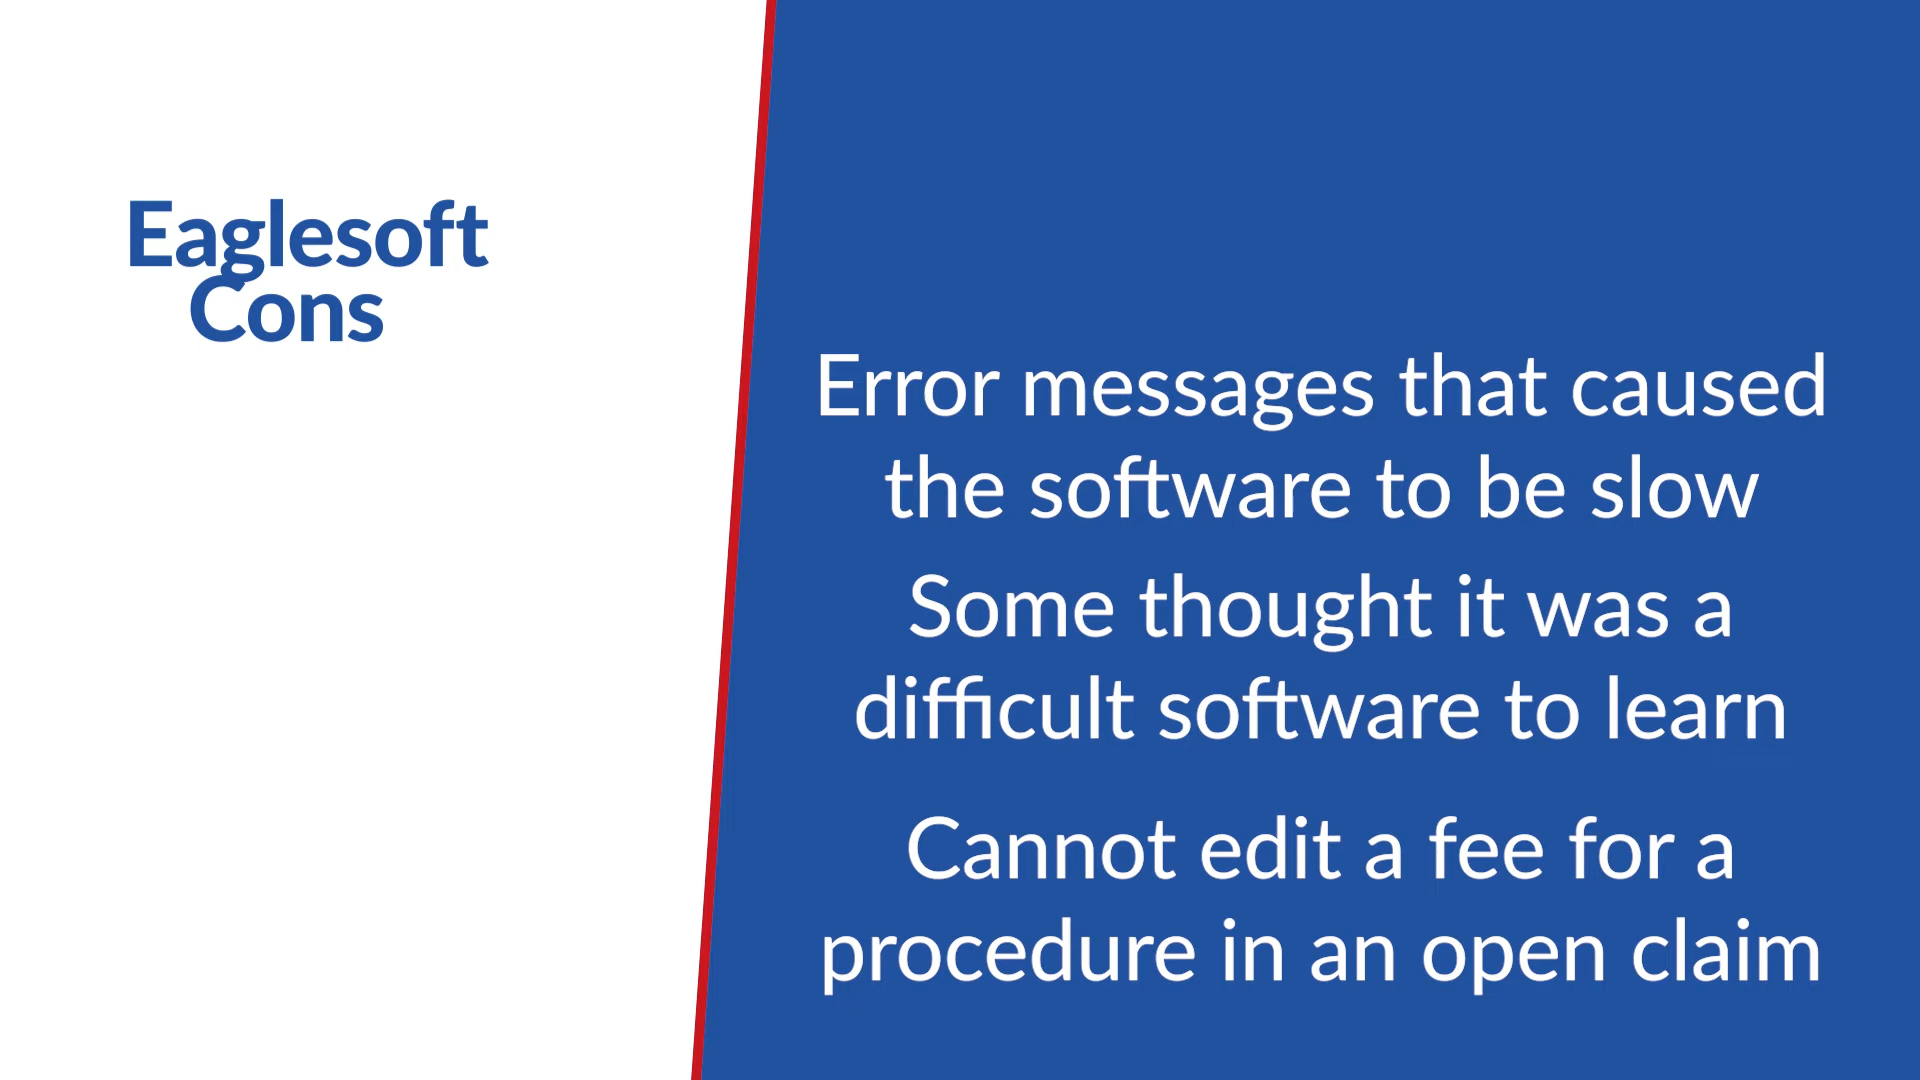 Eaglesoft
Cons
Error messages that caused
the software to be slow
Some thought it was a
difficult software to learn
Cannot edit a fee for a
procedure in an open claim